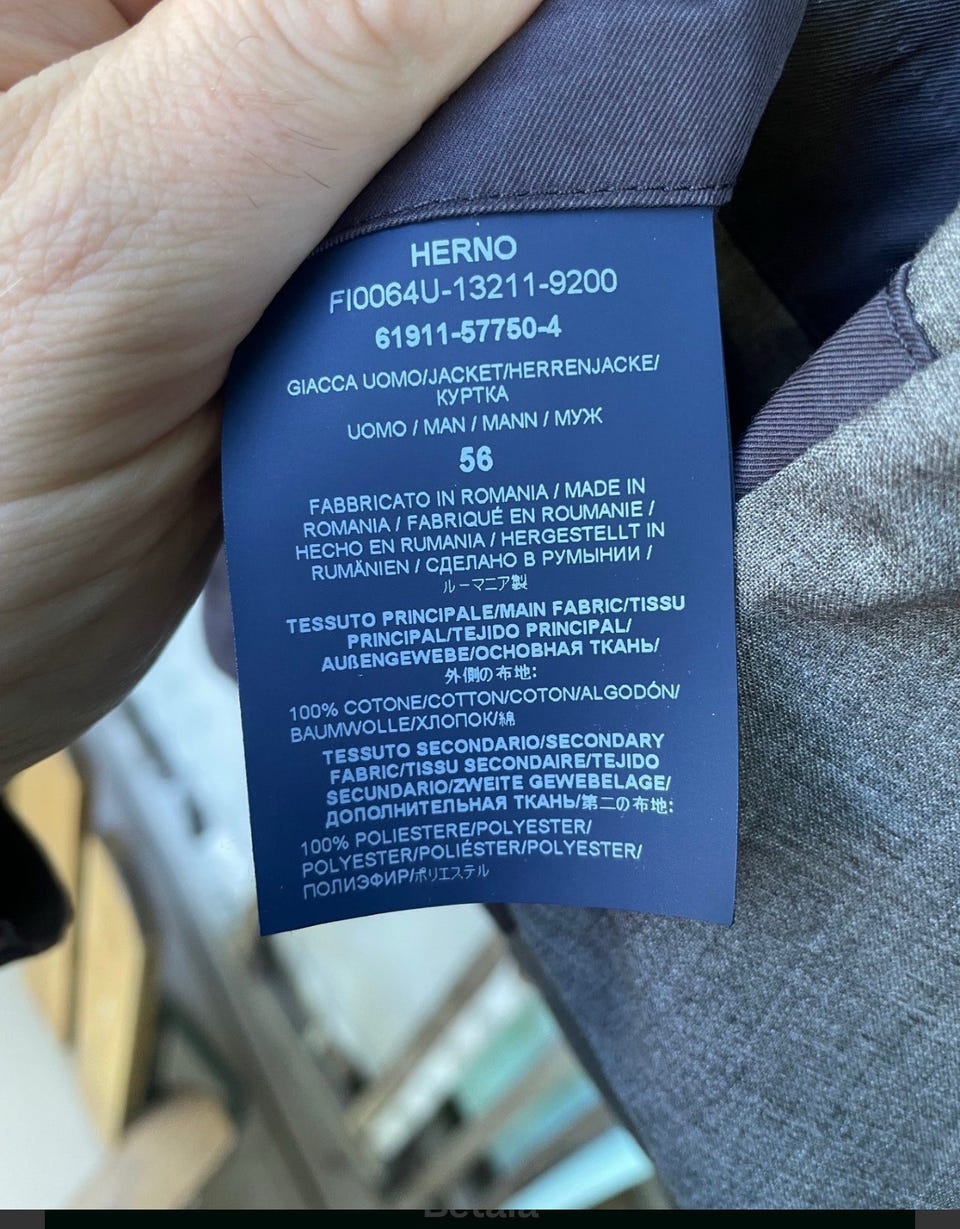 HERNO
FI0064U-13211-9200
61911-57750-4
GIACCA UOMO/JACKET/HERRENJACKE/
КУРТКА
UOMO / MAN / MANN / МУЖ
56
FABBRICATO IN ROMANIA / MADE IN
ROMANIA / FABRIQUÉ EN ROUMANIE /
HECHO EN RUMANIA / HERGESTELLT IN
RUMÄNIEN / СДЕЛАНО В РУМЫНИИ /
ルーマニア製
TESSUTO PRINCIPALE/MAIN FABRIC/TISSU
PRINCIPAL/TEJIDO PRINCIPAL/
AUßENGEWEBE/ОСНОВНАЯ ТКАНЬ/
外側の布地:
100% COTONE/COTTON/COTON/ALGODÓN/
BAUMWOLLE/ХЛОПОК/綿
TESSUTO SECONDARIO/SECONDARY
FABRIC/TISSU SECONDAIRE/TEJIDO
SECUNDARIO/ZWEITE GEWEBELAGE/
ДОПОЛНИТЕЛЬНАЯ ТКАНЬ/第二の布地:
100% POLIESTERE/POLYESTER/
POLYESTER/POLIÉSTER/POLYESTER/
ПОЛИЭФИР/ポリエステル
Betala